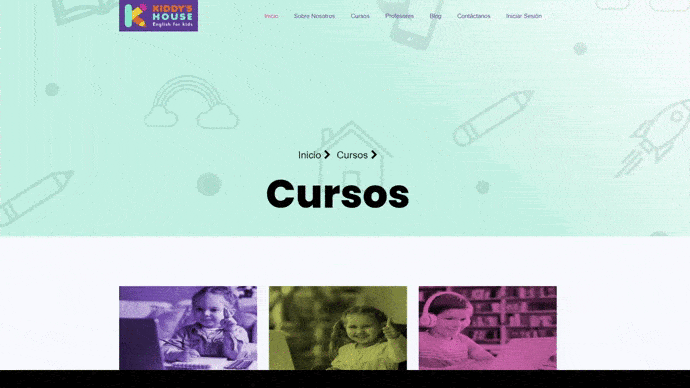 KIDDY'S
HOUSE
English for kids
Inicio Sobre Nosotros Cursos Profesores Blog Contáctanos Iniciar Sesión
Inicio Cursos
Cursos